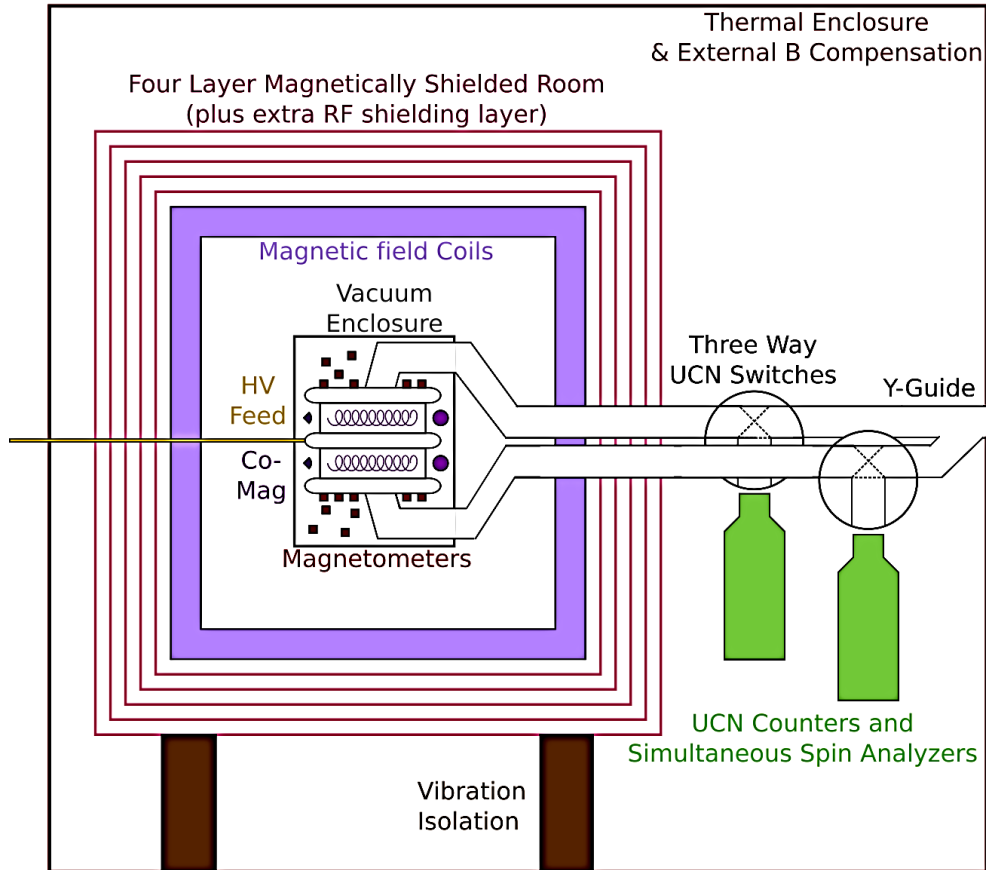 Thermal Enclosure
& External B Compensation
Four Layer Magnetically Shielded Room
(plus extra RF shielding layer)
Magnetic field Coils
Vacuum
Enclosure
Three Way
UCN Switches
Y-Guide
HV
Feed
Co-
Mag
Magnetometers
UCN Counters and
Simultaneous Spin Analyzers
Vibration
Isolation